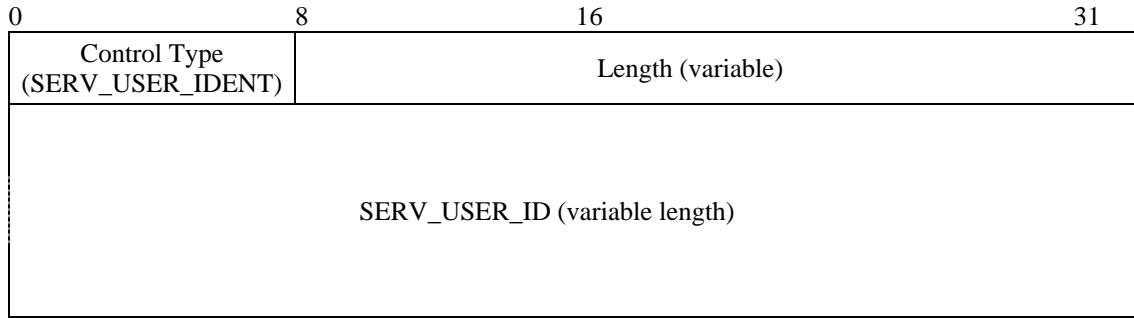 0 8 16 31
Control Type
(SERV_USER_IDENT)
Length (variable)
SERV_USER_ID (variable length)